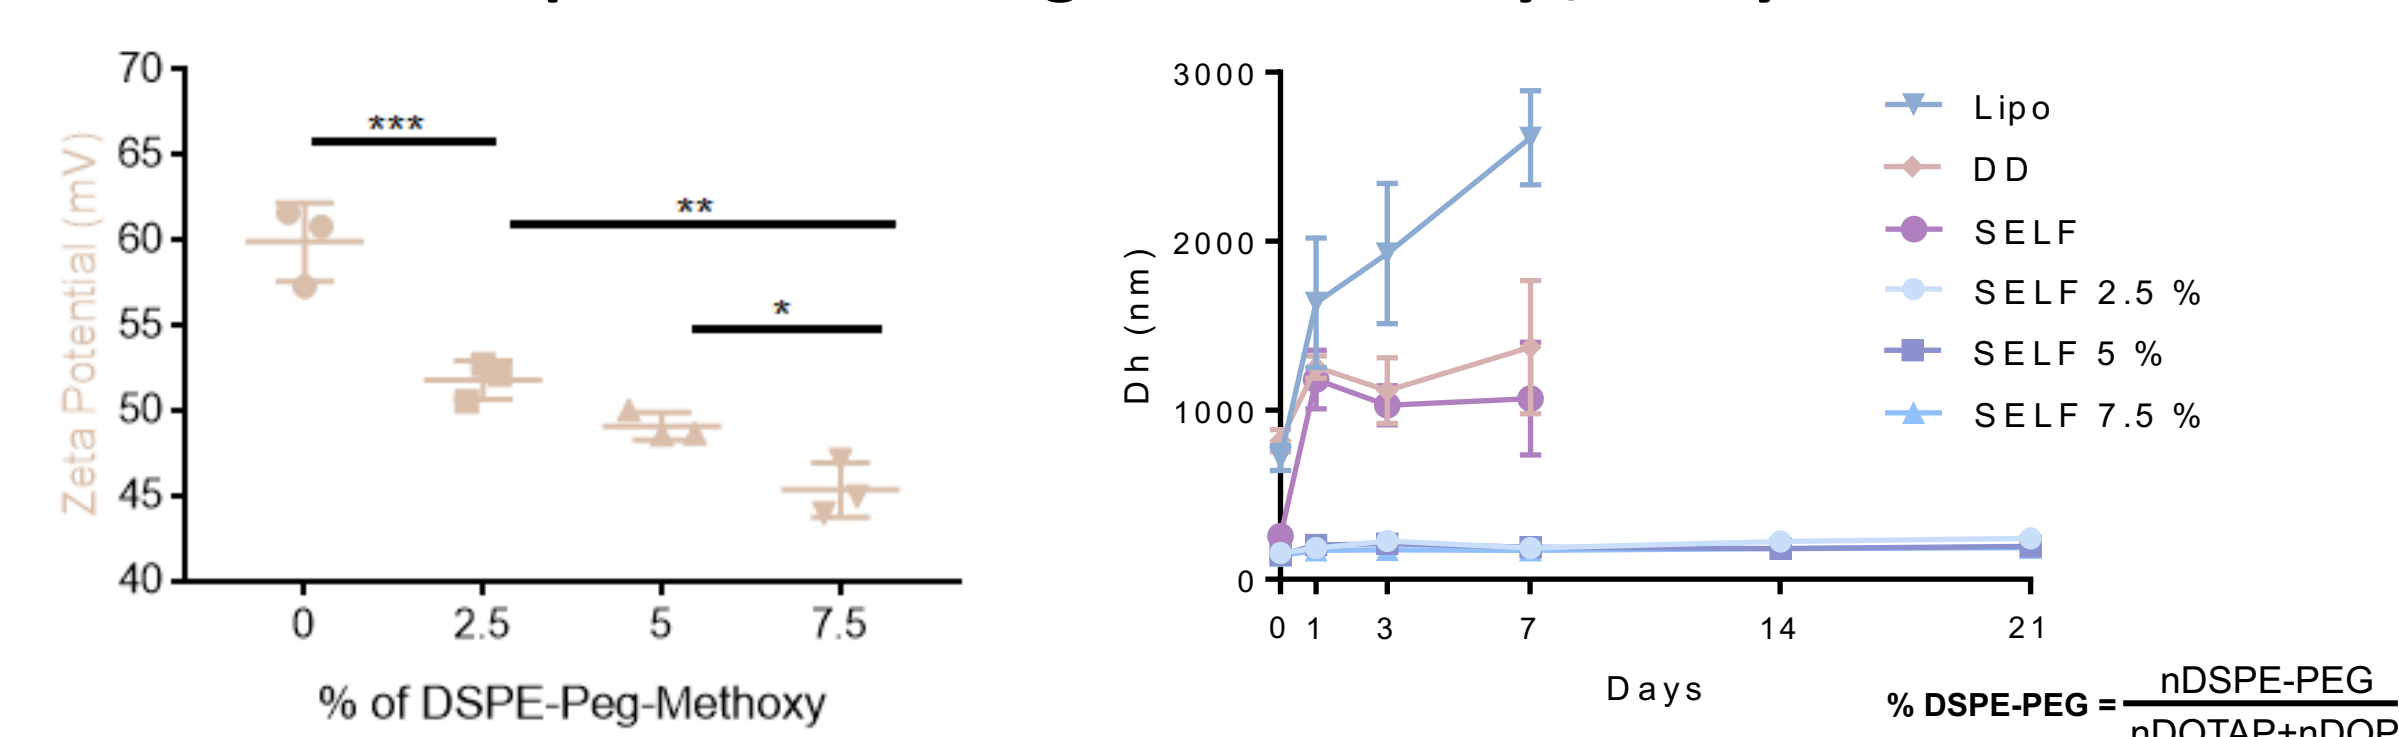 70
65
60
55
50
45
40
Zeta Potential (mV)
***
**
*
0 2.5 5 7.5
% of DSPE-Peg-Methoxy
3000
2000
1000
0
Dh (nm)
0 1 3 7 14 21
Days
Lipo
DD
SELF
SELF 2.5 %
SELF 5 %
SELF 7.5 %
% DSPE-PEG =
nDSPE-PEG
nDOTAP+nDOP